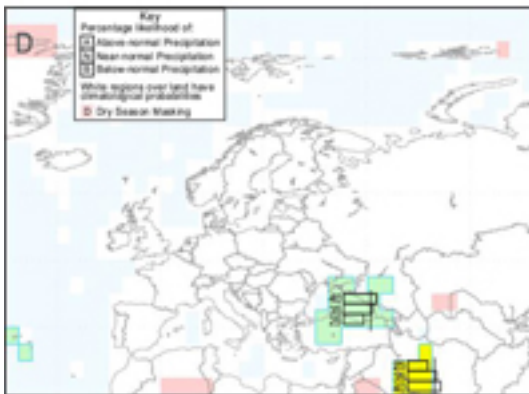 Key
Percentage likelihood of:
A Above-normal Precipitation
N Near-normal Precipitation
B Below-normal Precipitation
White regions over land have
climatological probabilities
D Dry Season Masking
D